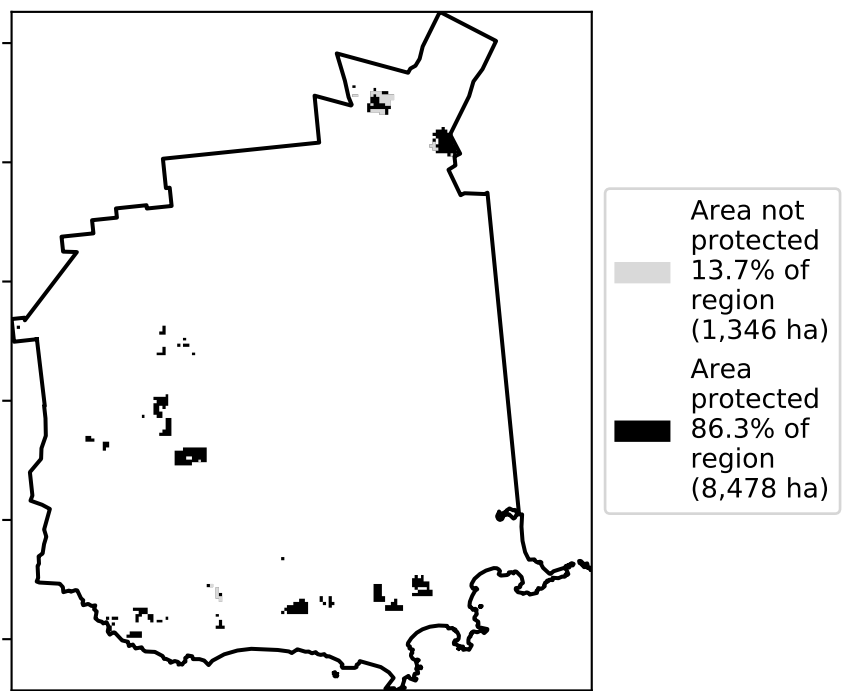 Area not
protected
13.7% of
region
(1,346 ha)
Area
protected
86.3% of
region
(8,478 ha)